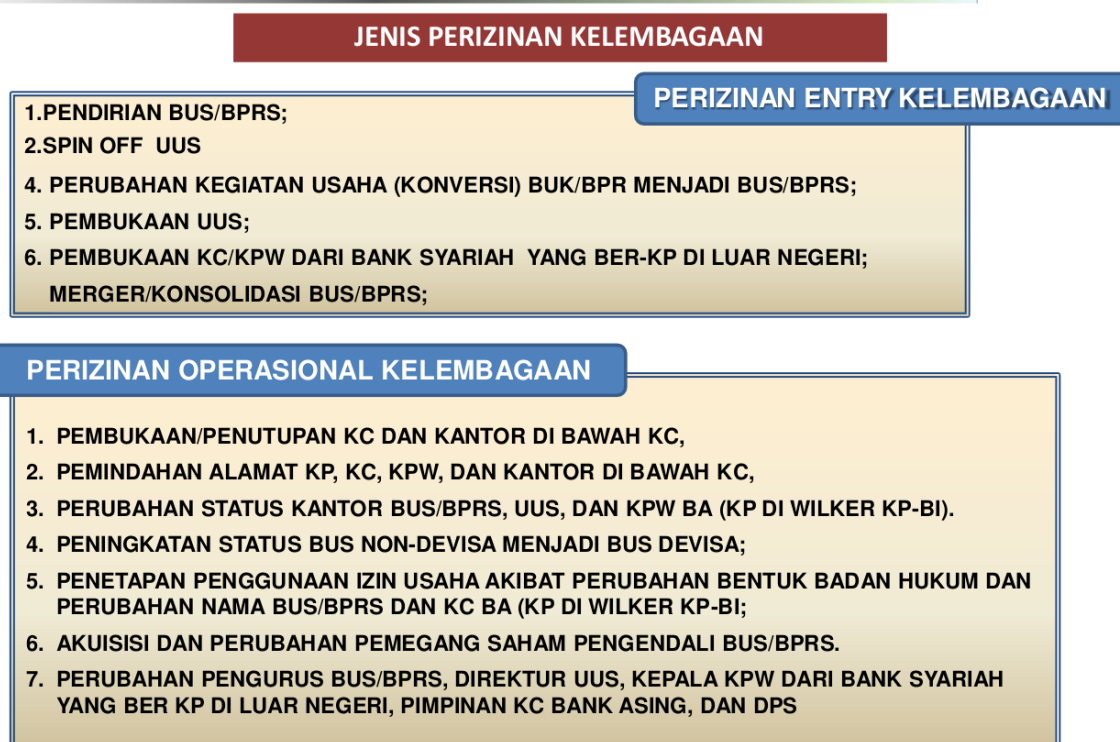 JENIS PERIZINAN KELEMBAGAAN
PERIZINAN ENTRY KELEMBAGAAN
1.PENDIRIAN BUS/BPRS;
2.SPIN OFF UUS
4. PERUBAHAN KEGIATAN USAHA (KONVERSI) BUK/BPR MENJADI BUS/BPRS;
5. PEMBUKAAN UUS;
6. PEMBUKAAN KC/KPW DARI BANK SYARIAH YANG BER-KP DI LUAR NEGERI;
MERGER/KONSOLIDASI BUS/BPRS;
PERIZINAN OPERASIONAL KELEMBAGAAN
1. PEMBUKAAN/PENUTUPAN KC DAN KANTOR DI BAWAH KC,
2. PEMINDAHAN ALAMAT KP, KC, KPW, DAN KANTOR DI BAWAH KC,
3. PERUBAHAN STATUS KANTOR BUS/BPRS, UUS, DAN KPW BA (KP DI WILKER KP-BI).
4. PENINGKATAN STATUS BUS NON-DEVISA MENJADI BUS DEVISA;
5. PENETAPAN PENGGUNAAN IZIN USAHA AKIBAT PERUBAHAN BENTUK BADAN HUKUM DAN
PERUBAHAN NAMA BUS/BPRS DAN KC BA (KP DI WILKER KP-BI;
6. AKUISISI DAN PERUBAHAN PEMEGANG SAHAM PENGENDALI BUS/BPRS.
7. PERUBAHAN PENGURUS BUS/BPRS, DIREKTUR UUS, KEPALA KPW DARI BANK SYARIAH
YANG BER KP DI LUAR NEGERI, PIMPINAN KC BANK ASING, DAN DPS